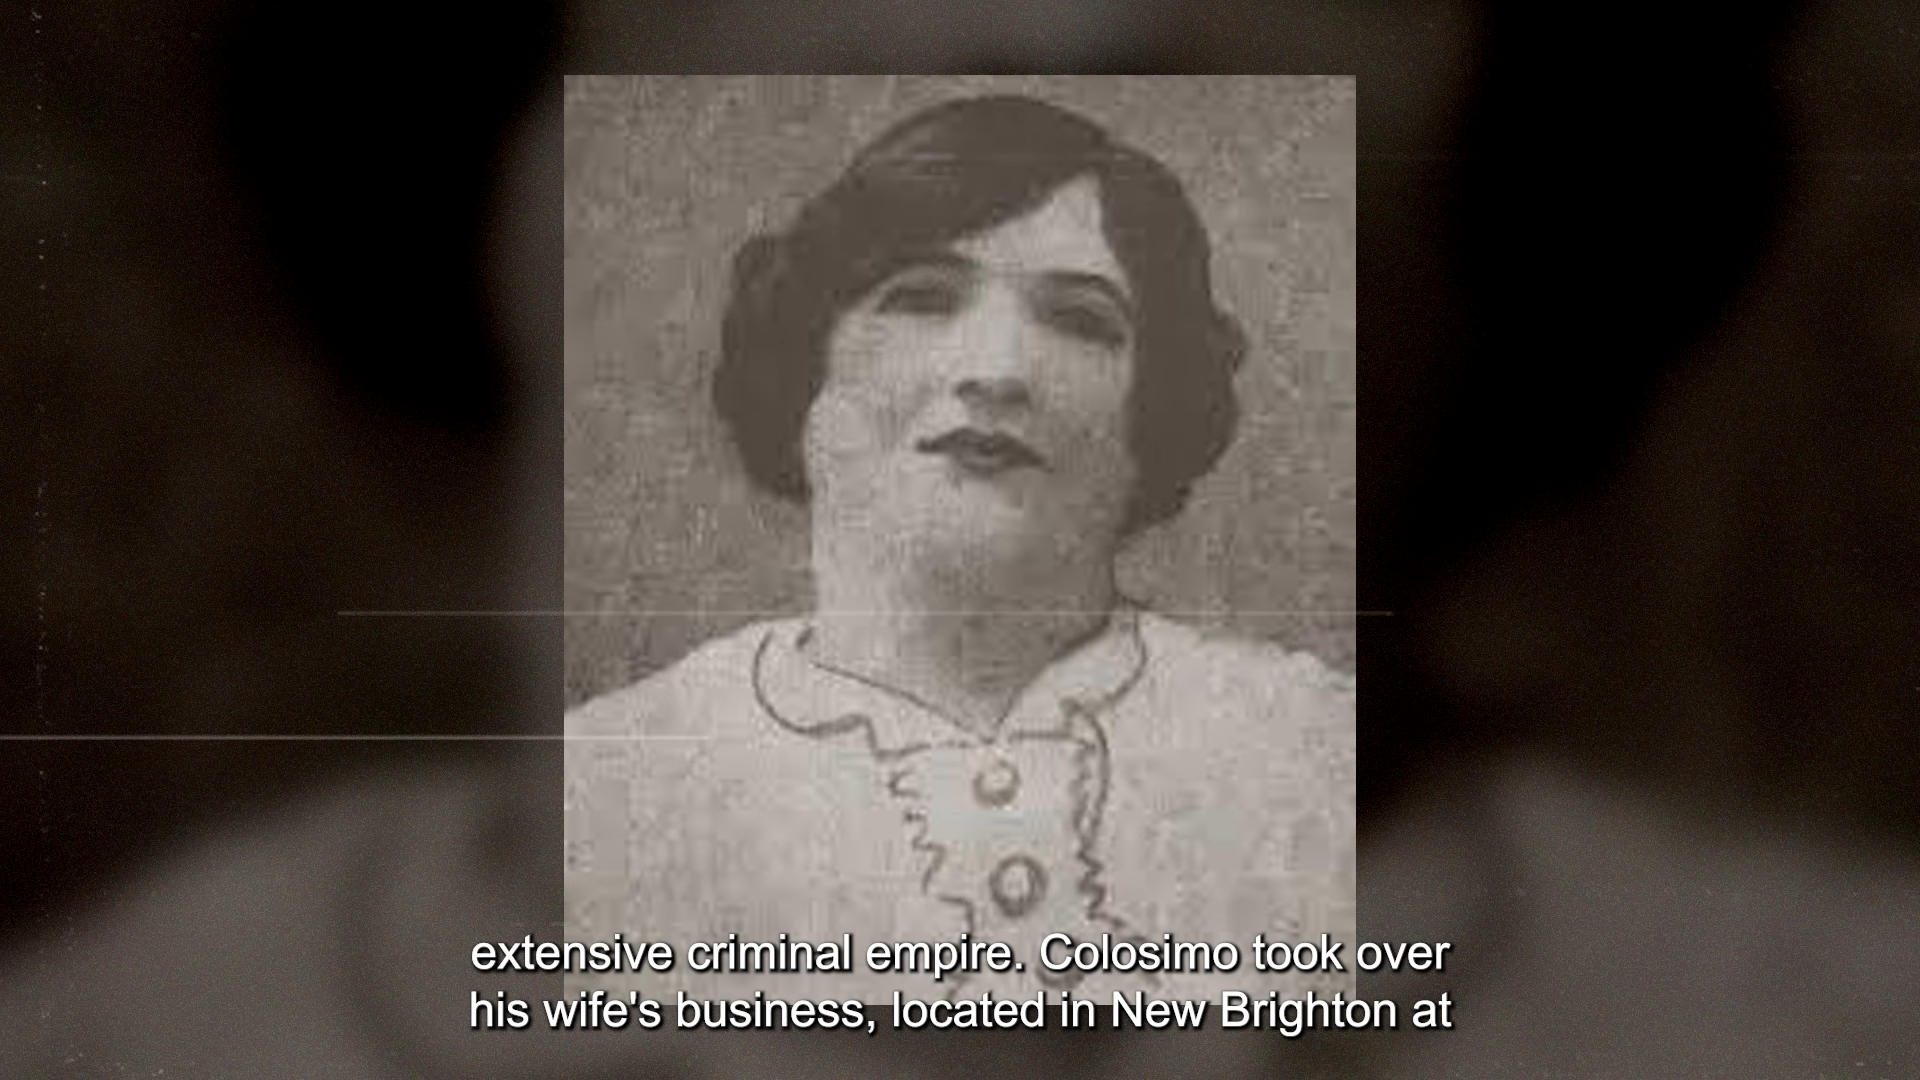 extensive criminal empire. Colosimo took over
his wife's business, located in New Brighton at